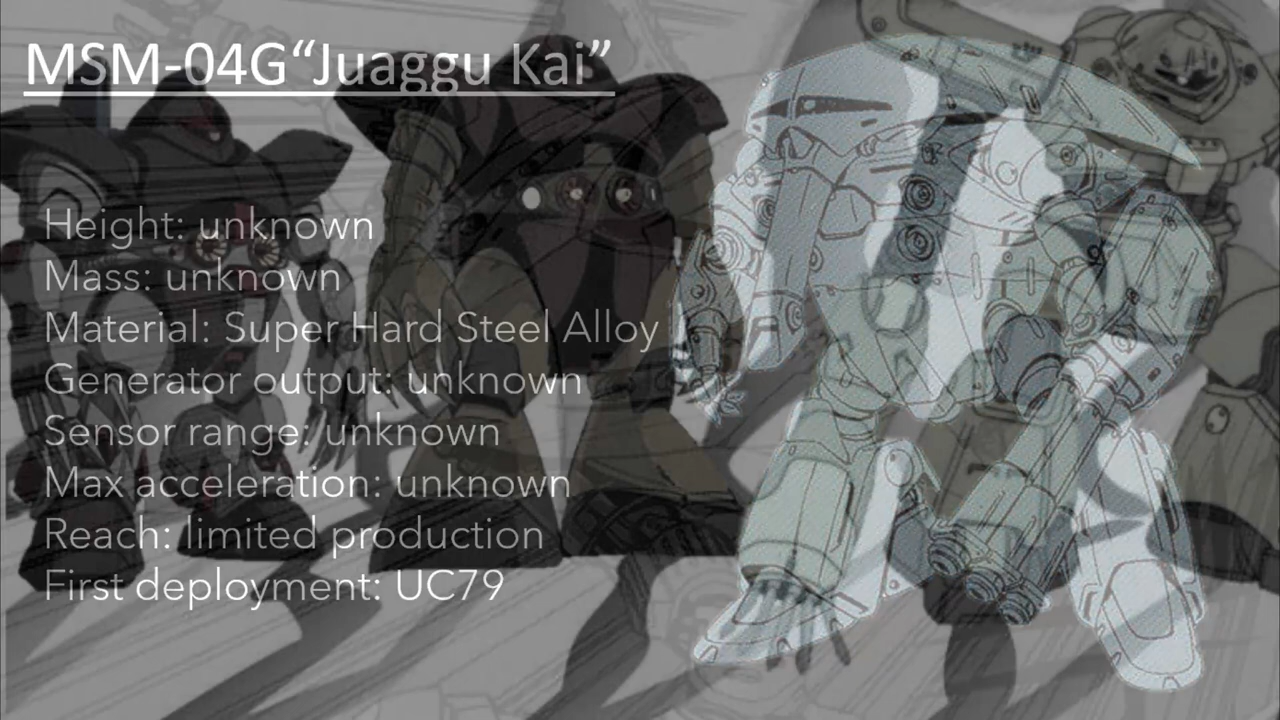 MSM-04G“Juaggu Kai”
Height: unknown
Mass: unknown
Material: Super Hard Steel Alloy
Generator output: unknown
Sensor range: unknown
Max acceleration: unknown
Reach: limited production
First deployment: UC79